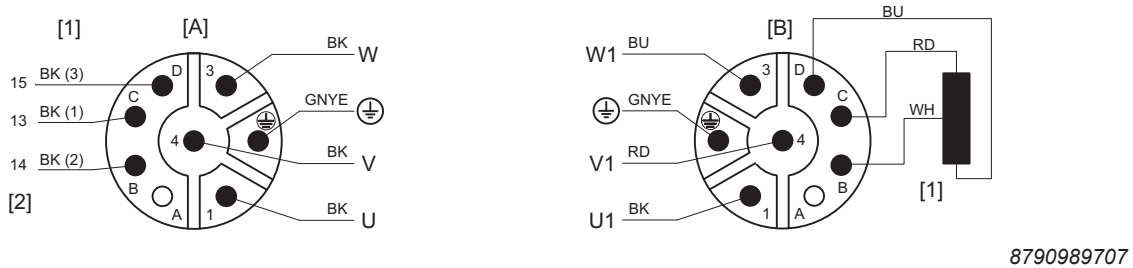 [1]
[A]
BK W
15 BK (3) D 3
C
GNYE
13 BK (1)
4
BK V
14 BK (2)
B
[2]
A 1
BK U
[B]
BU
W1 BU
RD
3 D
C
GNYE
WH
4
V1 RD
B
[1]
U1 BK
1 A
8790989707